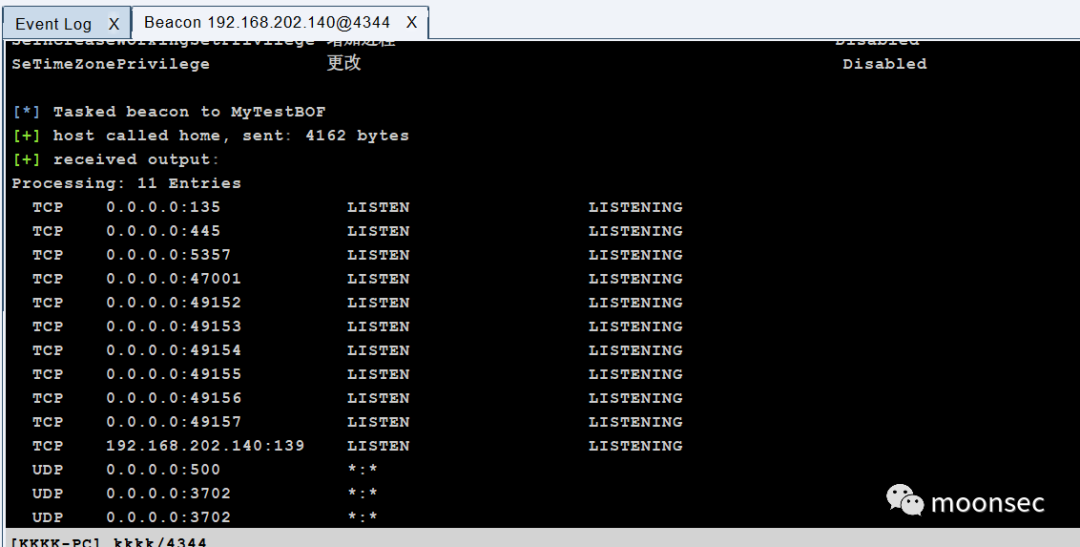 Event Log X Beacon 192.168.202.140@4344 X
SeIncreaseWorkingSetPrivilege 增加进程 Disabled
SeTimeZonePrivilege 更改 Disabled
[*] Tasked beacon to MyTestBOF
[+] host called home, sent: 4162 bytes
[+] received output:
Processing: 11 Entries
TCP 0.0.0.0:135 LISTEN LISTENING
TCP 0.0.0.0:445 LISTEN LISTENING
TCP 0.0.0.0:5357 LISTEN LISTENING
TCP 0.0.0.0:47001 LISTEN LISTENING
TCP 0.0.0.0:49152 LISTEN LISTENING
TCP 0.0.0.0:49153 LISTEN LISTENING
TCP 0.0.0.0:49154 LISTEN LISTENING
TCP 0.0.0.0:49155 LISTEN LISTENING
TCP 0.0.0.0:49156 LISTEN LISTENING
TCP 0.0.0.0:49157 LISTEN LISTENING
TCP 192.168.202.140:139 LISTEN LISTENING
UDP 0.0.0.0:500 *:*
UDP 0.0.0.0:3702 *:*
UDP 0.0.0.0:3702 *:*
moonsec
[KKKK-PC] kkkk/4344